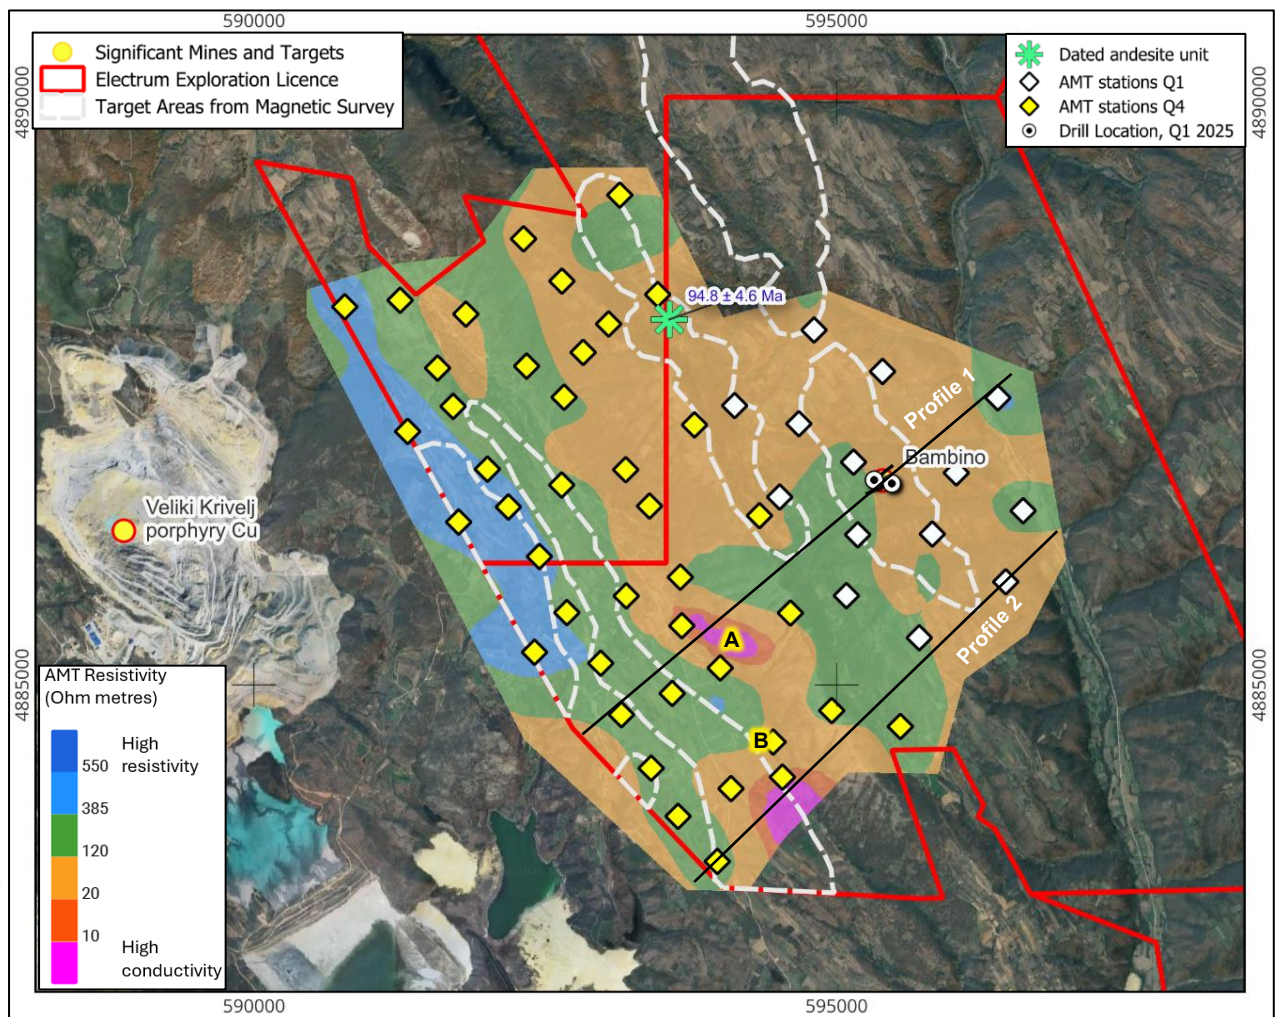 590000
595000
4890000
4890000
Significant Mines and Targets
Electrum Exploration Licence
Target Areas from Magnetic Survey
Dated andesite unit
AMT stations Q1
AMT stations Q4
Drill Location, Q1 2025
94.8 ± 4.6 Ma
Profile 1
Bambino
Veliki Krivelj
porphyry Cu
A
Profile 2
B
4885000
4885000
AMT Resistivity
(Ohm metres)
High
resistivity
550
385
120
20
10
High
conductivity
590000
595000